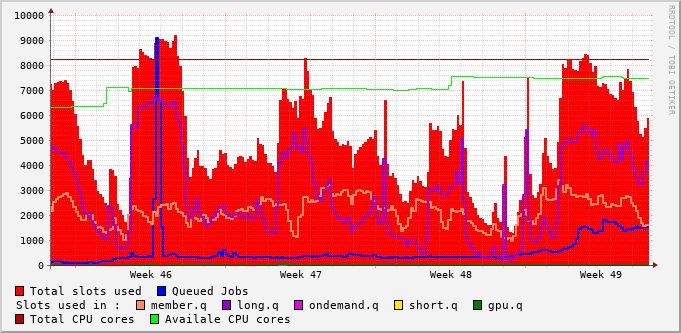 10000
9000
8000
7000
6000
5000
4000
3000
2000
1000
0
Week 46 Week 47 Week 48 Week 49
RRDTOOL / TOBI OETIKER
Total slots used Queued Jobs
Slots used in : member.q long.q ondemand.q short.q gpu.q
Total CPU cores Availale CPU cores